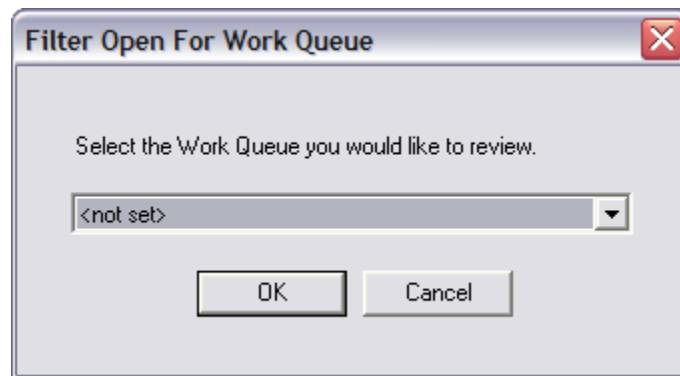 Filter Open For Work Queue
Select the Work Queue you would like to review.
<not set>
OK
Cancel